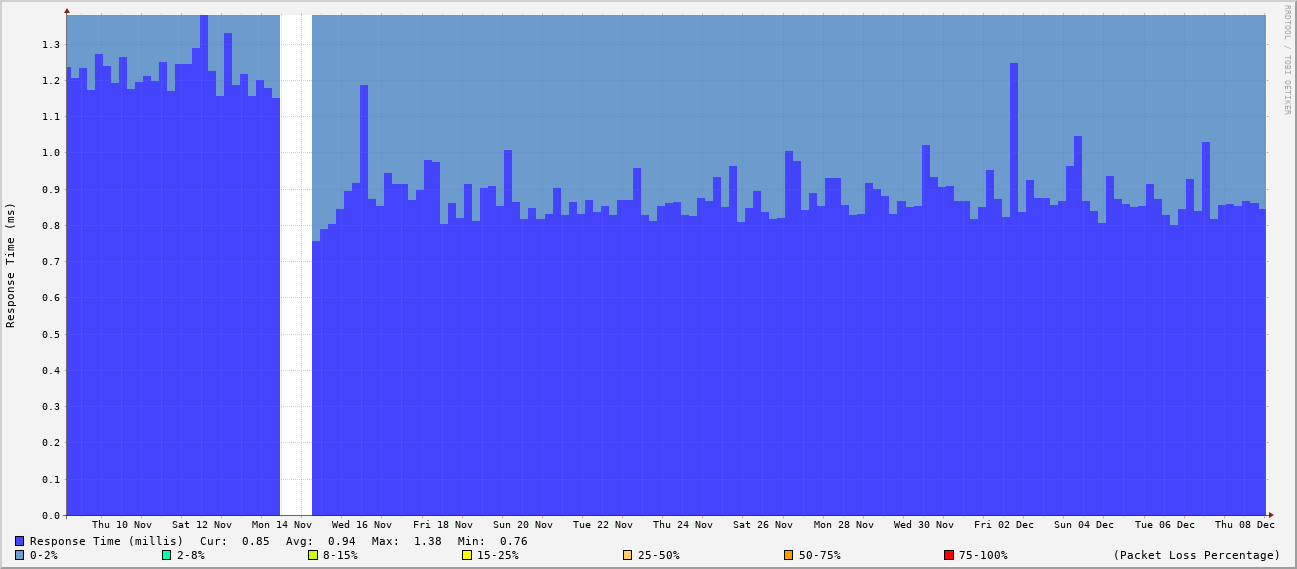 RRDTOOL / TOBI OETIKER
Response Time (ms)
1.3
1.2
1.1
1.0
0.9
0.8
0.7
0.6
0.5
0.4
0.3
0.2
0.1
0.0
Thu 10 Nov Sat 12 Nov Mon 14 Nov Wed 16 Nov Fri 18 Nov Sun 20 Nov Tue 22 Nov Thu 24 Nov Sat 26 Nov Mon 28 Nov Wed 30 Nov Fri 02 Dec Sun 04 Dec Tue 06 Dec Thu 08 Dec
Response Time (millis) Cur: 0.85 Avg: 0.94 Max: 1.38 Min: 0.76
0-2% 2-8% 8-15% 15-25% 25-50% 50-75% 75-100% (Packet Loss Percentage)